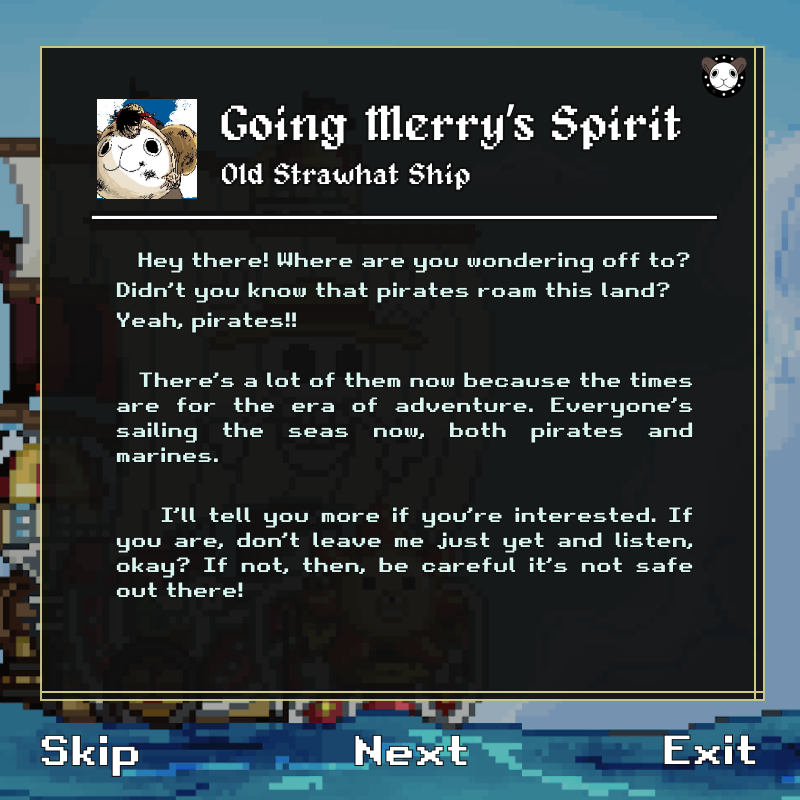 Going Merry's Spirit
Old Strawhat Ship
Hey there! Where are you wondering off to?
Didn't you know that pirates roam this land?
Yeah, pirates!!
There's a lot of them now because the times
are for the era of adventure. Everyone's
sailing the seas now, both pirates and
marines.
I'll tell you more if you're interested. If
you are, don't leave me just yet and listen,
okay? If not, then, be careful it's not safe
out there!
Skip Next Exit